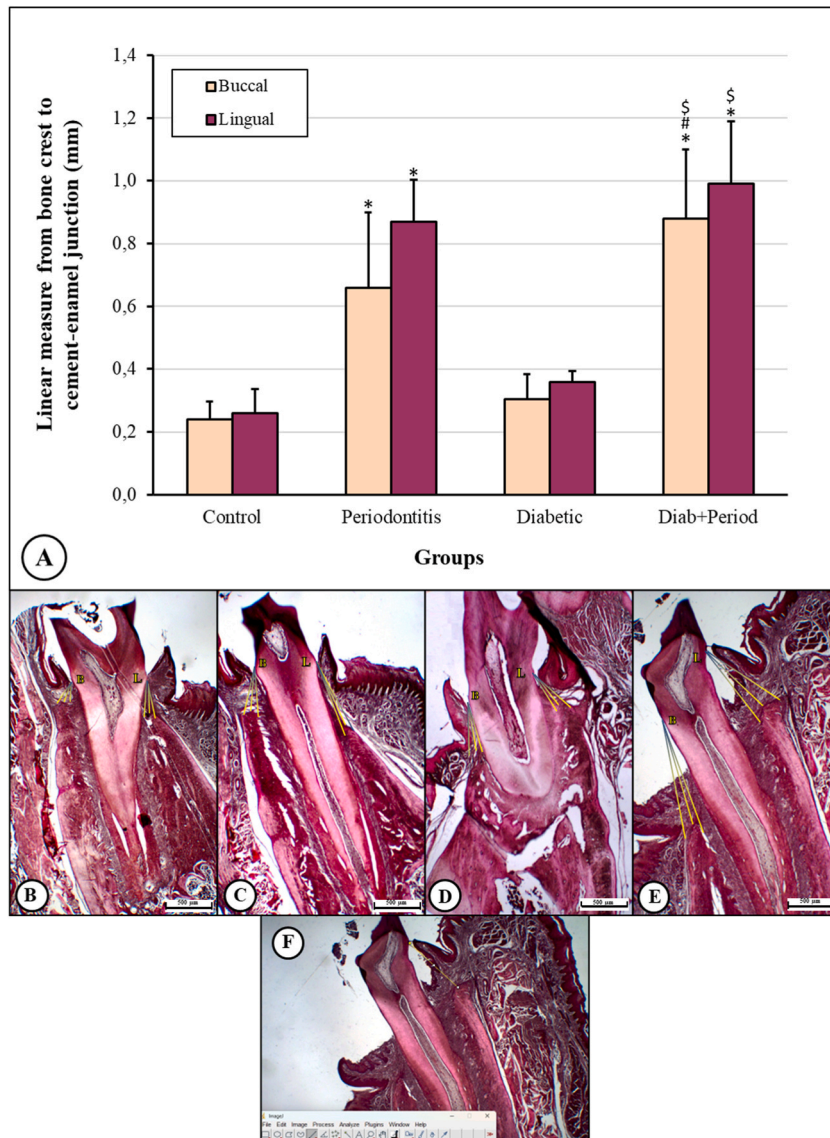 1,4
1,2
1,0
0,8
0,6
0,4
0,2
0,0
Linear measure from bone crest to
cement-enamel junction (mm)
Buccal
Lingual
*
*
$
#
*
$
*
Control
Periodontitis
Diabetic
Diab+Period
Groups
A
B
L
B
500 µm
B
L
C
500 µm
B
L
D
500 µm
L
B
E
500 µm
F
ImageJ
File Edit Image Process Analyze Plugins Window Help